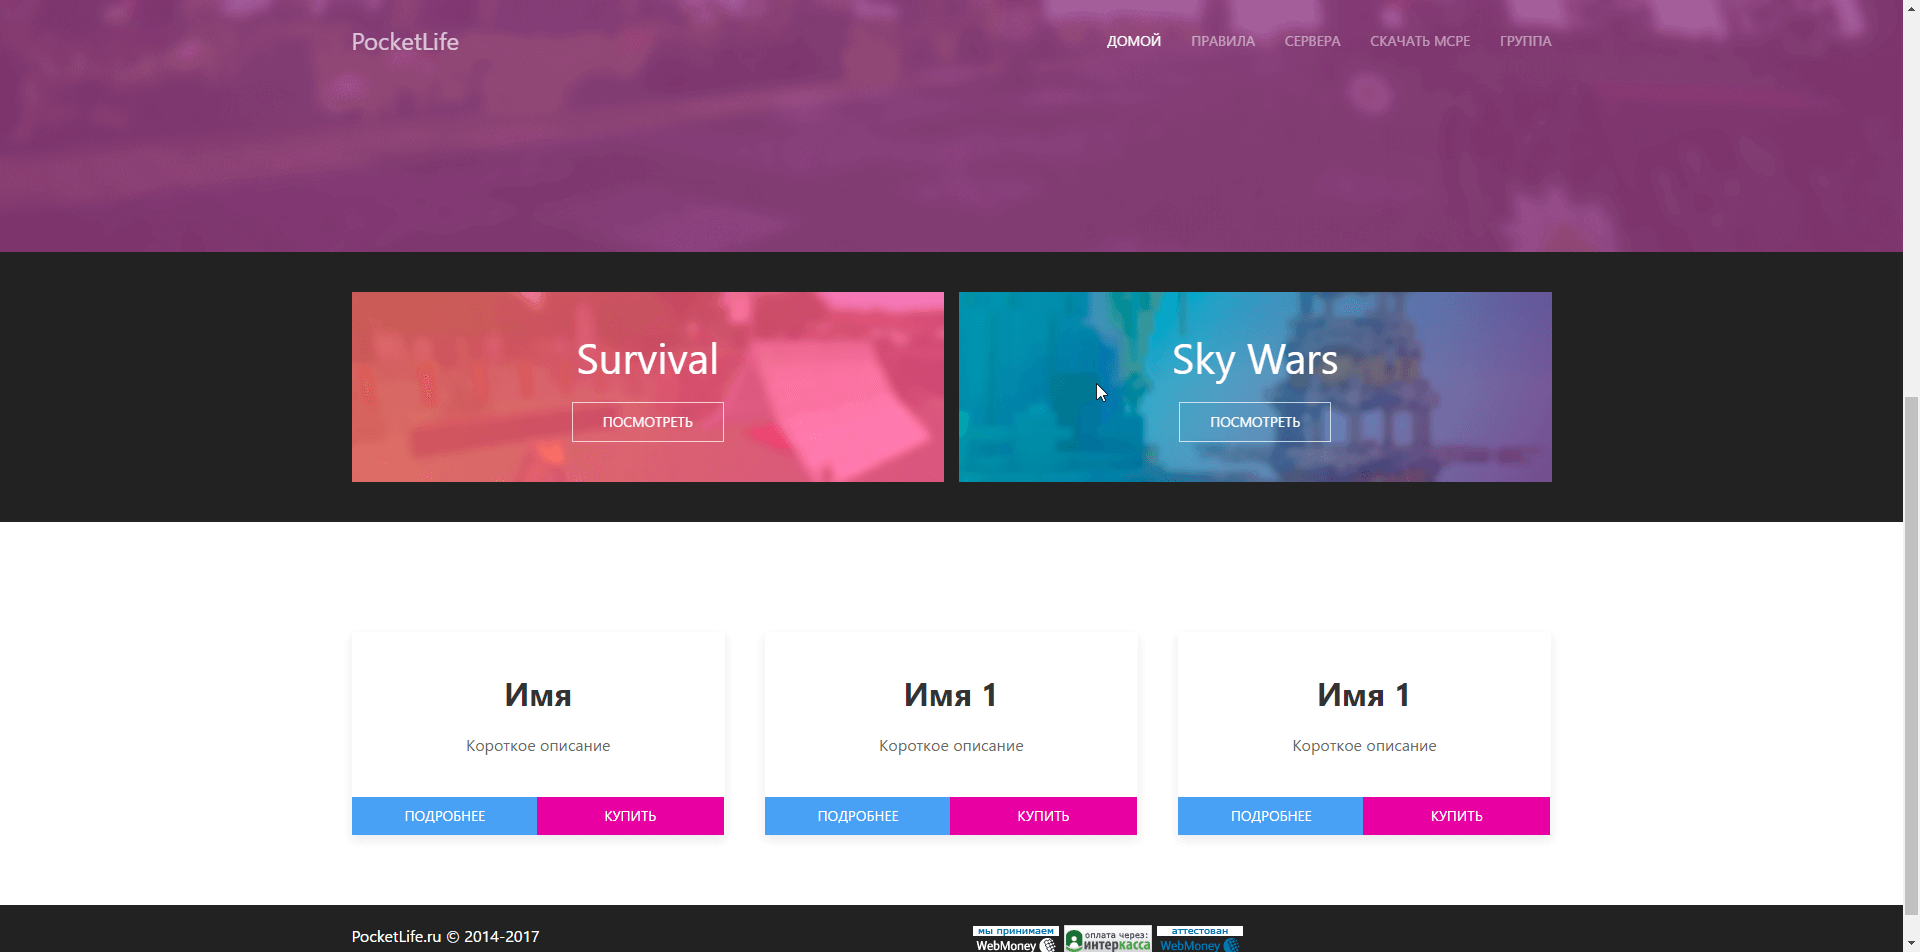 PocketLife
ДОМОЙ ПРАВИЛА СЕРВЕРА СКАЧАТЬ MCPE ГРУППА
Survival
ПОСМОТРЕТЬ
Sky Wars
ПОСМОТРЕТЬ
Имя
Короткое описание
ПОДРОБНЕЕ КУПИТЬ
Имя 1
Короткое описание
ПОДРОБНЕЕ КУПИТЬ
Имя 1
Короткое описание
ПОДРОБНЕЕ КУПИТЬ
PocketLife.ru © 2014-2017
мы принимаем
WebMoney
оплата через:
интеркасса
аттестован
WebMoney